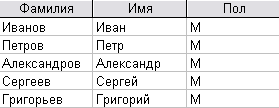 Фамилия Имя Пол
Иванов Иван М
Петров Петр М
Александров Александр М
Сергеев Сергей М
Григорьев Григорий М